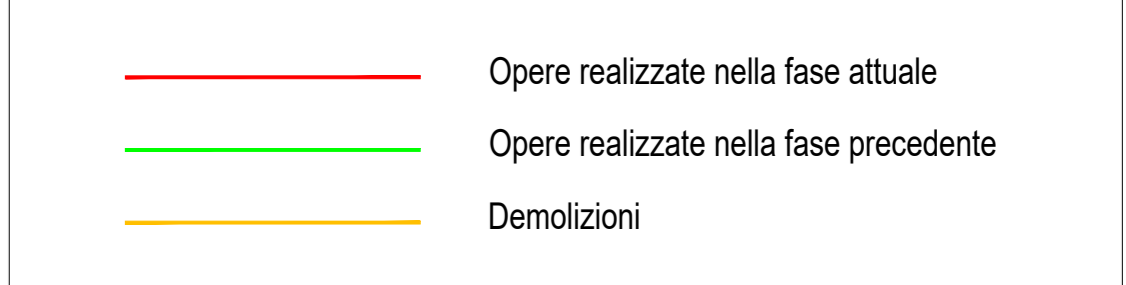 Opere realizzate nella fase attuale
Opere realizzate nella fase precedente
Demolizioni